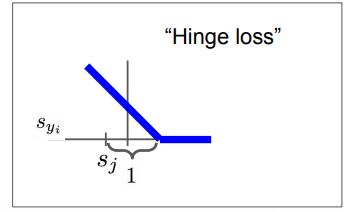 “Hinge loss”
s_{y_i}
s_j
1